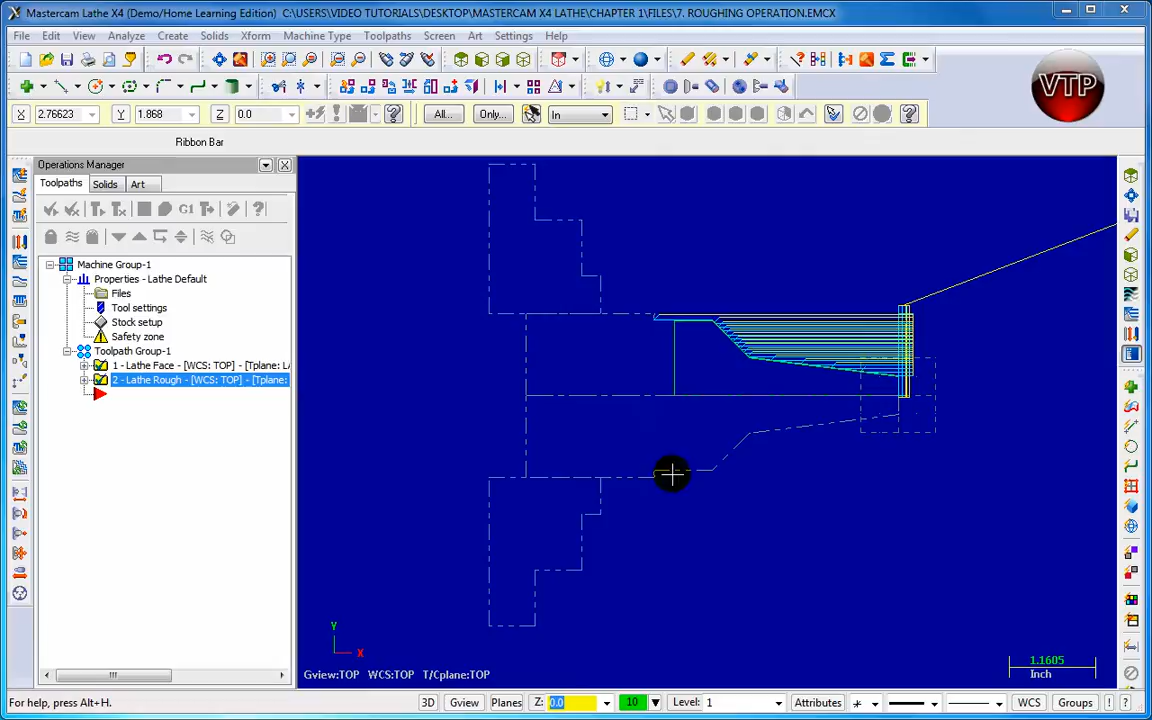 Mastercam Lathe X4 (Demo/Home Learning Edition) C:\USERS\VIDEO TUTORIALS\DESKTOP\MASTERCAM X4 LATHE\CHAPTER 1\FILES\7. ROUGHING OPERATION.EMCX
File Edit View Analyze Create Solids Xform Machine Type Toolpaths Screen Art Settings Help
VTP
X 2.76623 Y 1.868 Z 0.0 All... Only... In
Ribbon Bar
Operations Manager
Toolpaths Solids Art
G1
Machine Group-1
Properties - Lathe Default
Files
Tool settings
Stock setup
Safety zone
Toolpath Group-1
1 - Lathe Face - [WCS: TOP] - [Tplane: L
2 - Lathe Rough - [WCS: TOP] - [Tplane:
Y
X
Gview:TOP WCS:TOP T/Cplane:TOP
1.1605
Inch
For help, press Alt+H.
3D Gview Planes Z: 0.0 10 Level: 1 Attributes WCS Groups ! ?